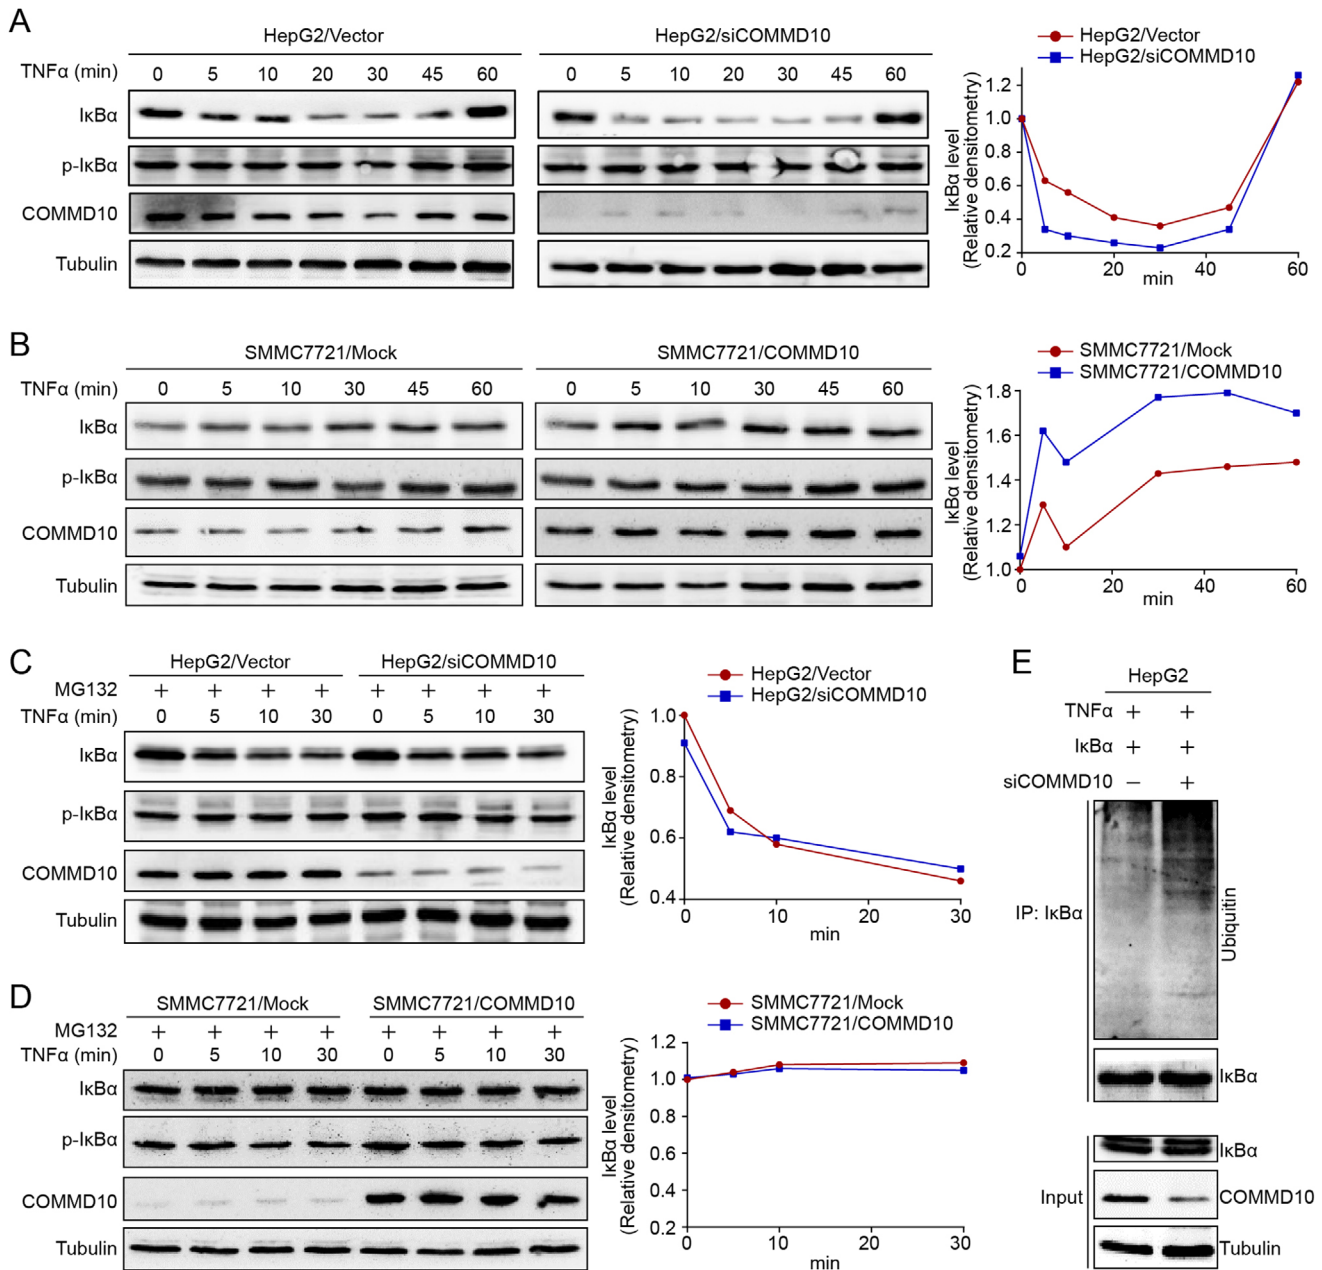 A
HepG2/Vector
HepG2/siCOMMD10
TNFα (min) 0 5 10 20 30 45 60 0 5 10 20 30 45 60
IκBα
p-IκBα
COMMD10
Tubulin
HepG2/Vector
HepG2/siCOMMD10
IκBα level
(Relative densitometry)
1.2
1.0
0.8
0.6
0.4
0.2
0 20 40 60
min
B
SMMC7721/Mock
SMMC7721/COMMD10
TNFα (min) 0 5 10 30 45 60 0 5 10 30 45 60
IκBα
p-IκBα
COMMD10
Tubulin
SMMC7721/Mock
SMMC7721/COMMD10
IκBα level
(Relative densitometry)
1.8
1.6
1.4
1.2
1.0
0 20 40 60
min
C
HepG2/Vector
HepG2/siCOMMD10
MG132 + + + + + + + +
TNFα (min) 0 5 10 30 0 5 10 30
IκBα
p-IκBα
COMMD10
Tubulin
HepG2/Vector
HepG2/siCOMMD10
IκBα level
(Relative densitometry)
1.0
0.8
0.6
0.4
0 10 20 30
min
D
SMMC7721/Mock
SMMC7721/COMMD10
MG132 + + + + + + + +
TNFα (min) 0 5 10 30 0 5 10 30
IκBα
p-IκBα
COMMD10
Tubulin
SMMC7721/Mock
SMMC7721/COMMD10
IκBα level
(Relative densitometry)
1.2
1.0
0.8
0.6
0.4
0.2
0 10 20 30
min
E
HepG2
TNFα + +
IκBα + +
siCOMMD10 − +
IP: IκBα
Ubiquitin
IκBα
Input
IκBα
COMMD10
Tubulin